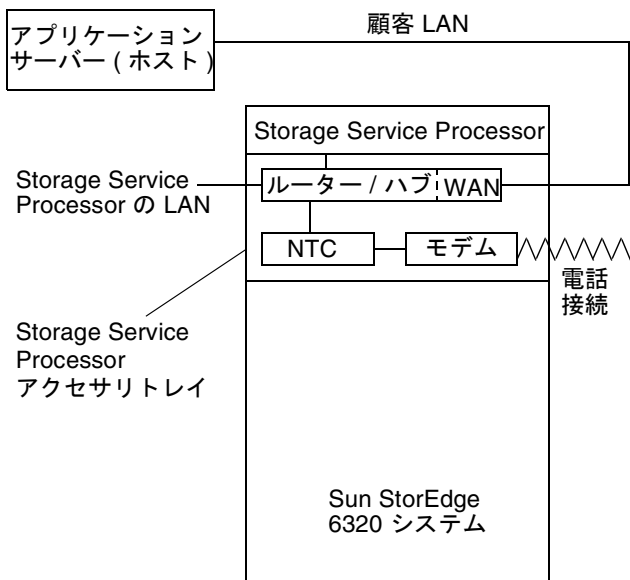 アプリケーション
サーバー ( ホスト )
顧客 LAN
Storage Service Processor
Storage Service
Processor の LAN
ルーター / ハブ
WAN
NTC
モデム
電話
接続
Storage Service
Processor
アクセサリトレイ
Sun StorEdge
6320 システム